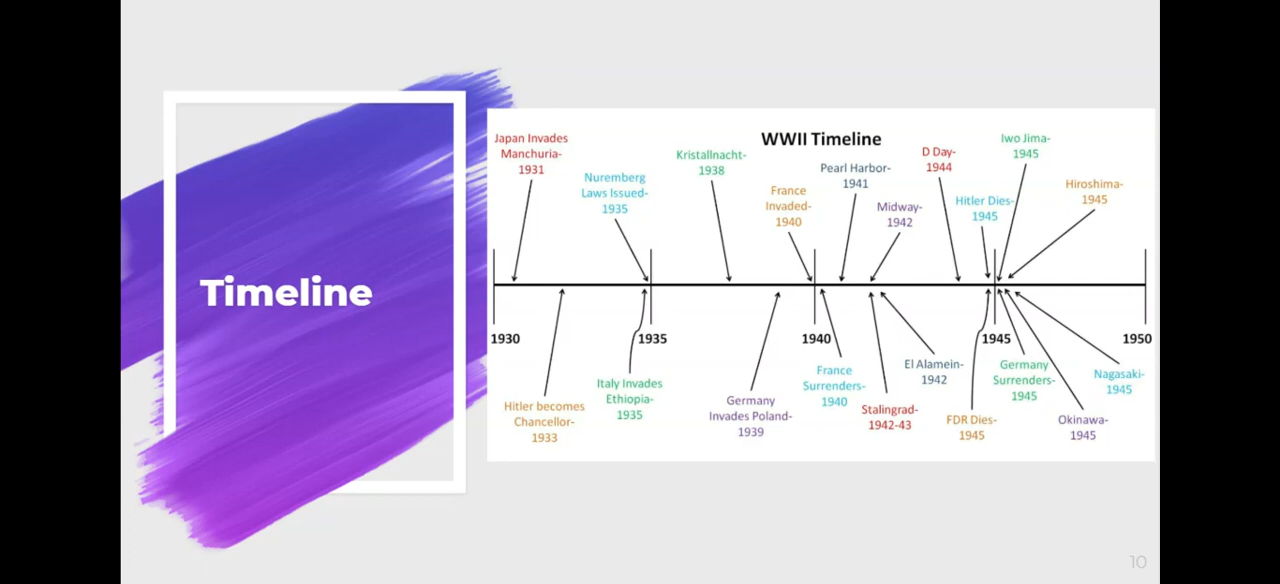 Timeline
WWII Timeline
Japan Invades
Manchuria-
1931
Nuremberg
Laws Issued-
1935
Kristallnacht-
1938
France
Invaded-
1940
Pearl Harbor-
1941
Midway-
1942
D Day-
1944
Hitler Dies-
1945
Iwo Jima-
1945
Hiroshima-
1945
1930
1935
1940
1945
1950
Hitler becomes
Chancellor-
1933
Italy Invades
Ethiopia-
1935
Germany
Invades Poland-
1939
France
Surrenders-
1940
Stalingrad-
1942-43
El Alamein-
1942
FDR Dies-
1945
Germany
Surrenders-
1945
Okinawa-
1945
Nagasaki-
1945
10